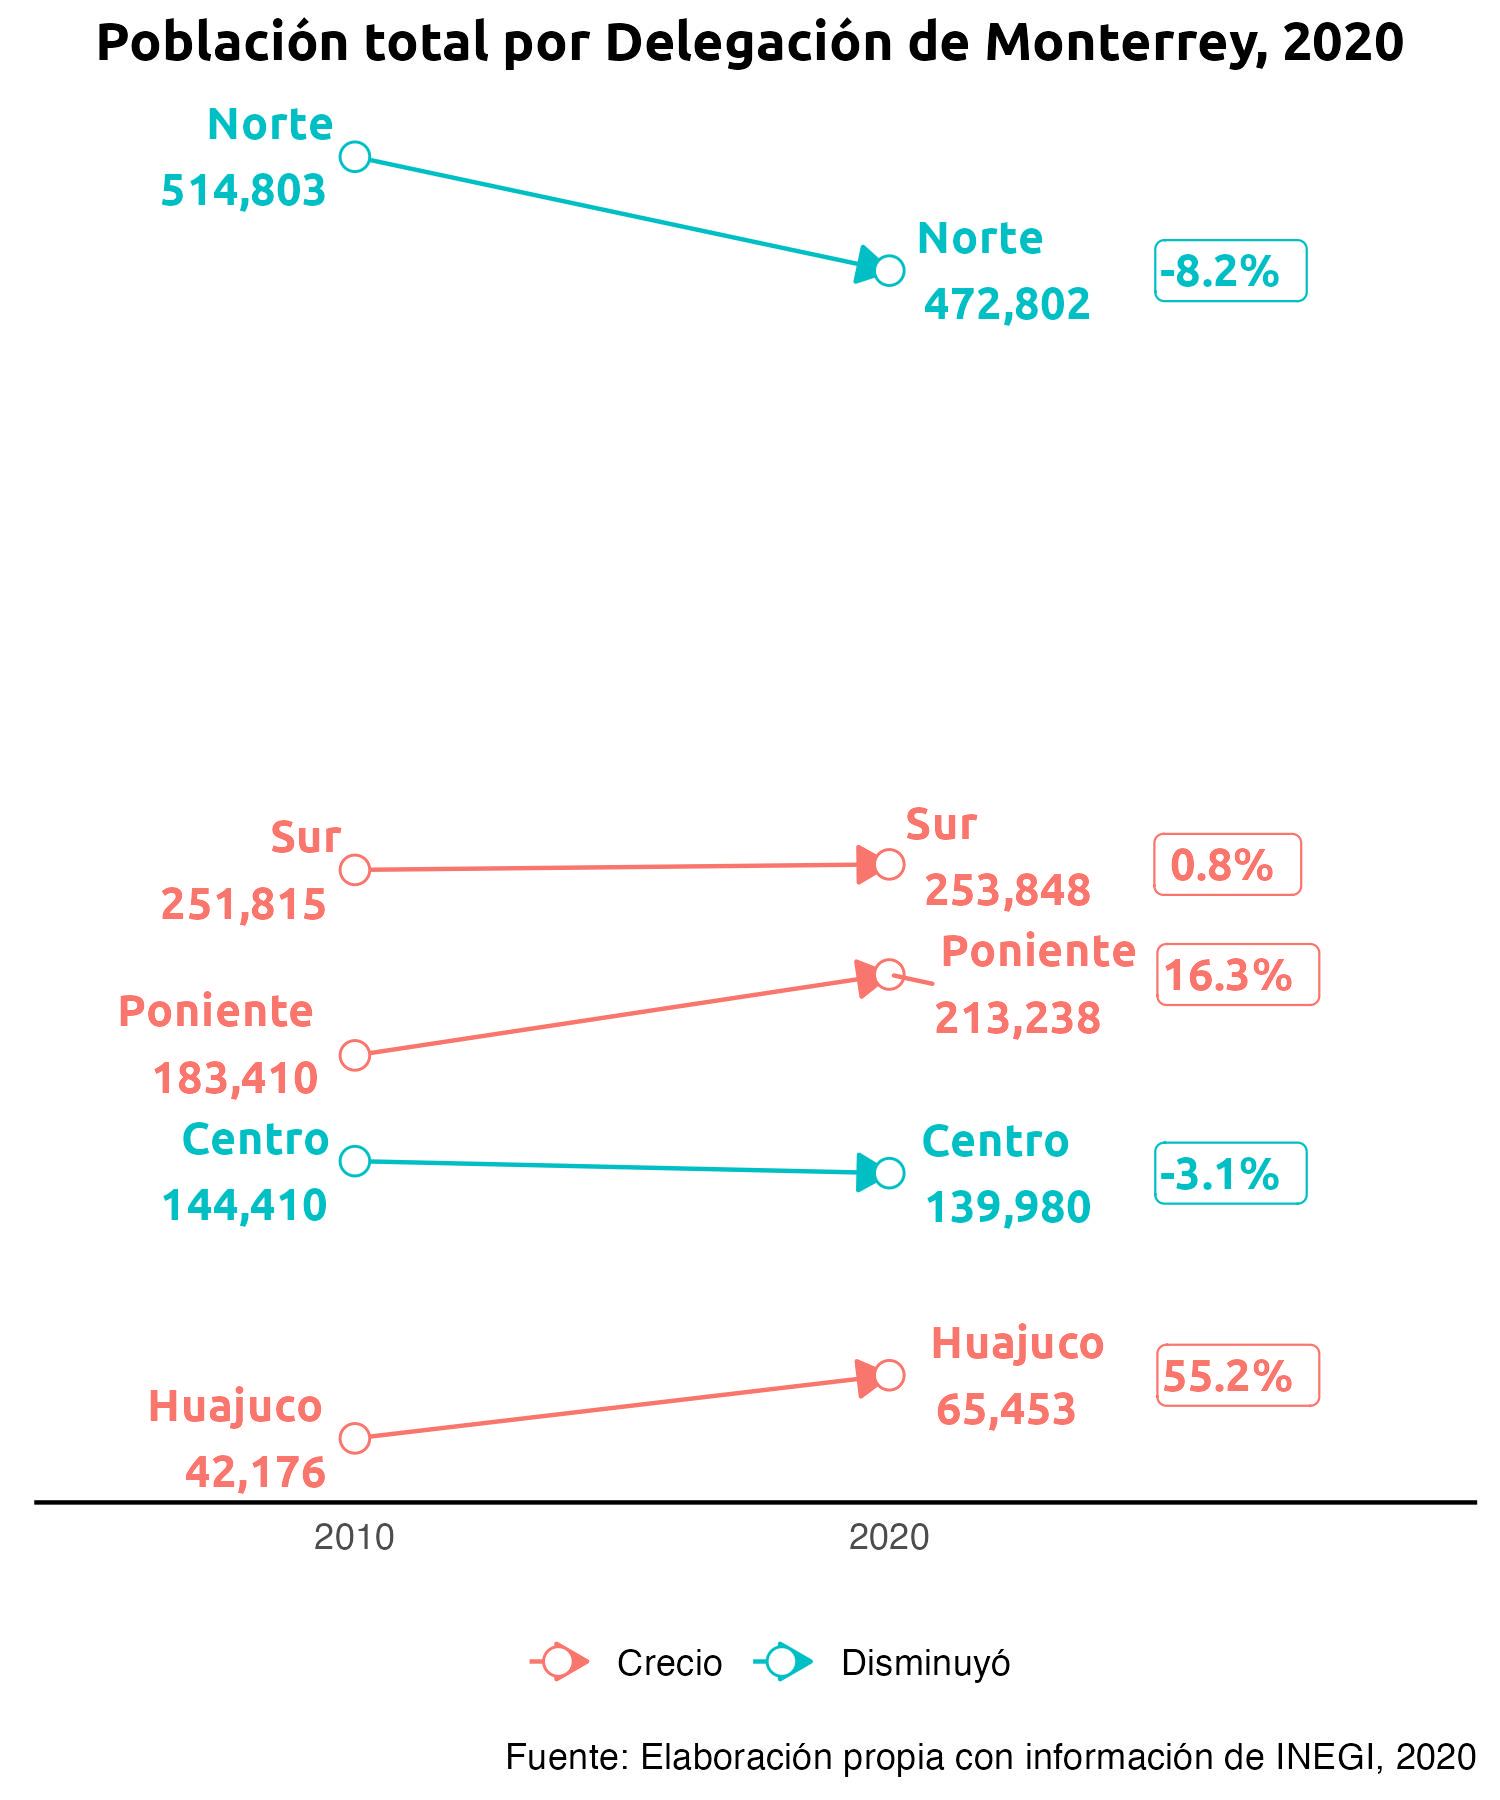 Población total por Delegación de Monterrey, 2020
Norte
514,803
Norte
472,802
-8.2%
Sur
251,815
Sur
253,848
0.8%
Poniente
183,410
Poniente
213,238
16.3%
Centro
144,410
Centro
139,980
-3.1%
Huajuco
42,176
Huajuco
65,453
55.2%
2010
2020
Crecio
Disminuyó
Fuente: Elaboración propia con información de INEGI, 2020